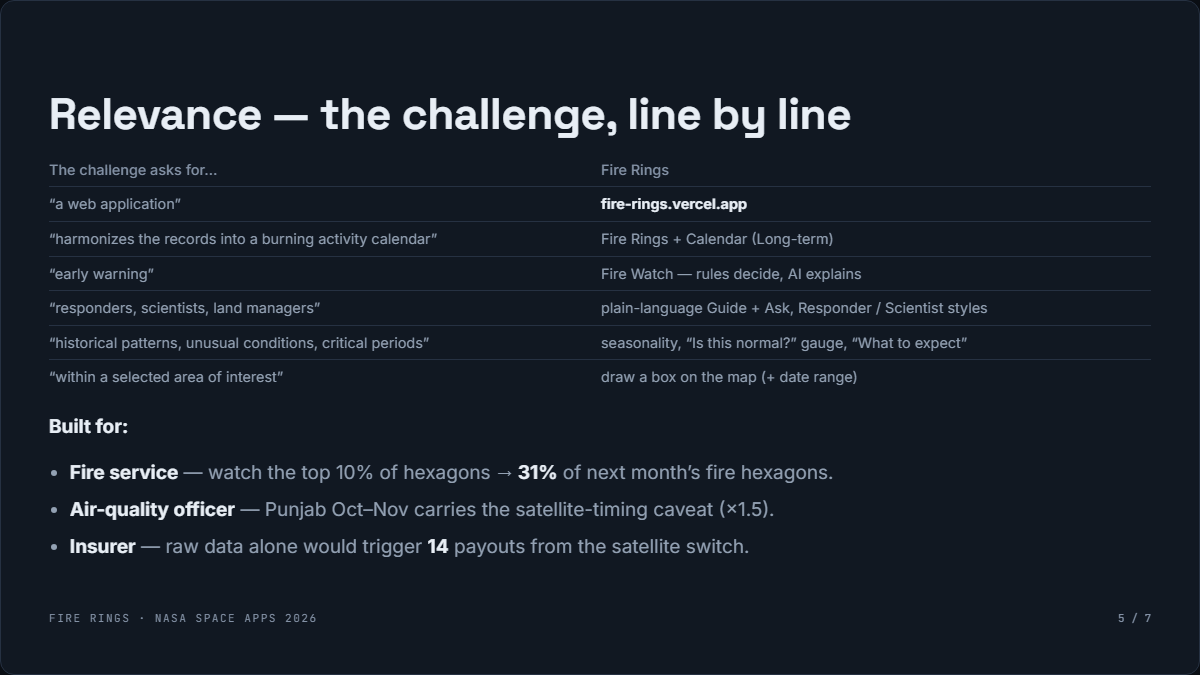 Relevance — the challenge, line by line
The challenge asks for... Fire Rings
“a web application” fire-rings.vercel.app
“harmonizes the records into a burning activity calendar” Fire Rings + Calendar (Long-term)
“early warning” Fire Watch — rules decide, AI explains
“responders, scientists, land managers” plain-language Guide + Ask, Responder / Scientist styles
“historical patterns, unusual conditions, critical periods” seasonality, “Is this normal?” gauge, “What to expect”
“within a selected area of interest” draw a box on the map (+ date range)
Built for:
• Fire service — watch the top 10% of hexagons → 31% of next month’s fire hexagons.
• Air-quality officer — Punjab Oct–Nov carries the satellite-timing caveat (×1.5).
• Insurer — raw data alone would trigger 14 payouts from the satellite switch.
FIRE RINGS · NASA SPACE APPS 2026 5 / 7